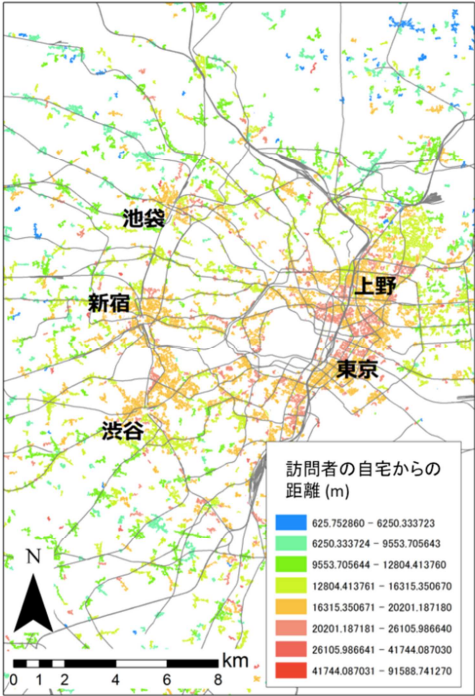 池袋
上野
新宿
東京
渋谷
訪問者の自宅からの
距離 (m)
625.752860 - 6250.333723
6250.333724 - 9553.705643
9553.705644 - 12804.413760
12804.413761 - 16315.350670
16315.350671 - 20201.187180
20201.187181 - 26105.986640
26105.986641 - 41744.087030
41744.087031 - 91588.741270
N
km
0 1 2 4 6 8